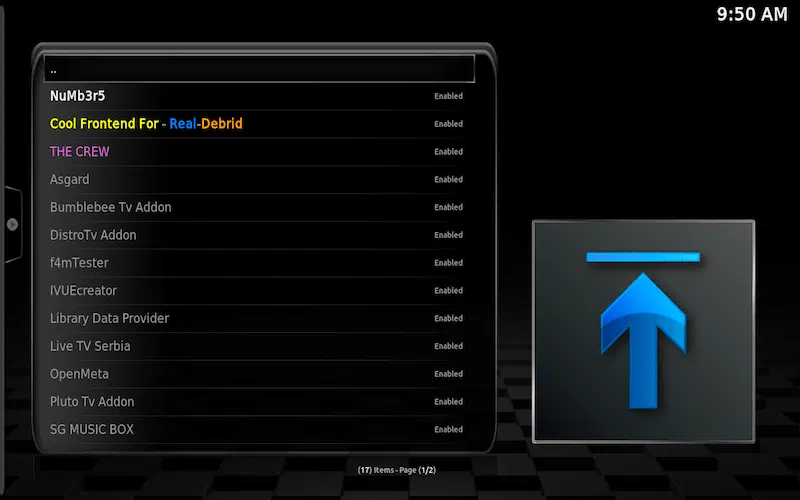 9:50 AM
..
NuMb3r5 Enabled
Cool Frontend For - Real-Debrid Enabled
THE CREW Enabled
Asgard Enabled
Bumblebee Tv Addon Enabled
DistroTv Addon Enabled
f4mTester Enabled
IVUEcreator Enabled
Library Data Provider Enabled
Live TV Serbia Enabled
OpenMeta Enabled
Pluto Tv Addon Enabled
SG MUSIC BOX Enabled
(17) Items - Page (1/2)